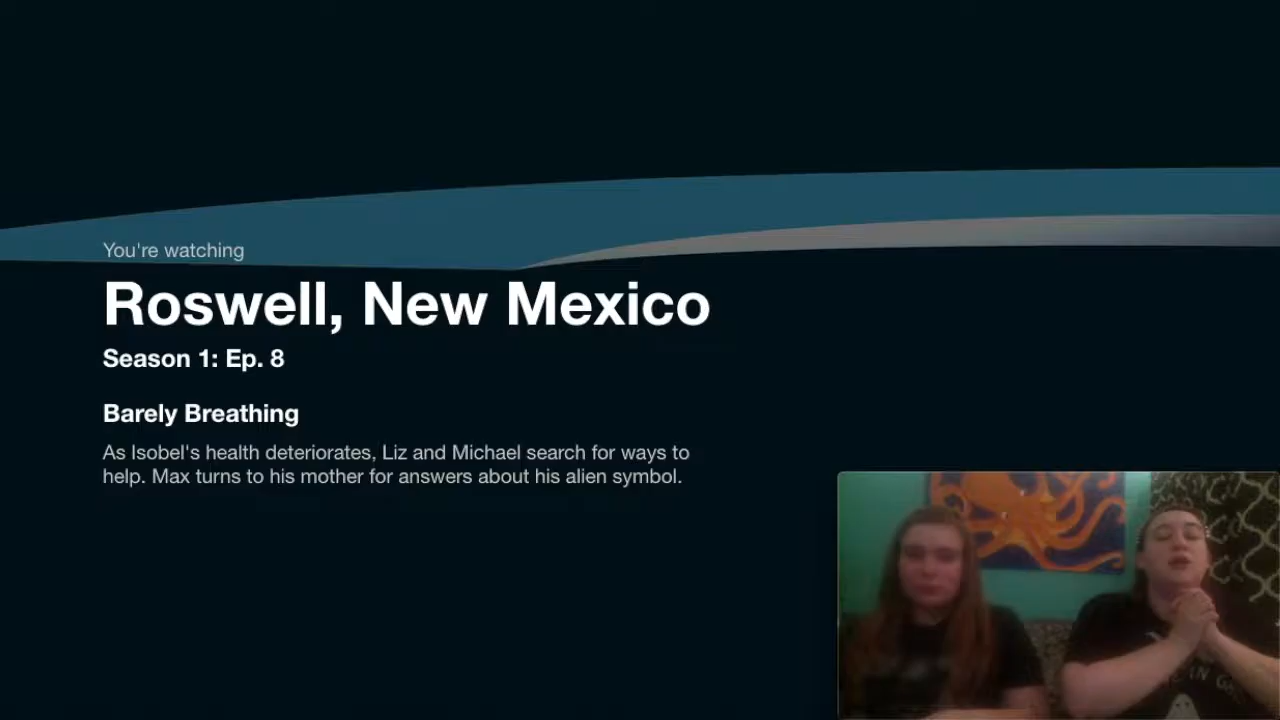 You're watching
Roswell, New Mexico
Season 1: Ep. 8
Barely Breathing
As Isobel's health deteriorates, Liz and Michael search for ways to
help. Max turns to his mother for answers about his alien symbol.